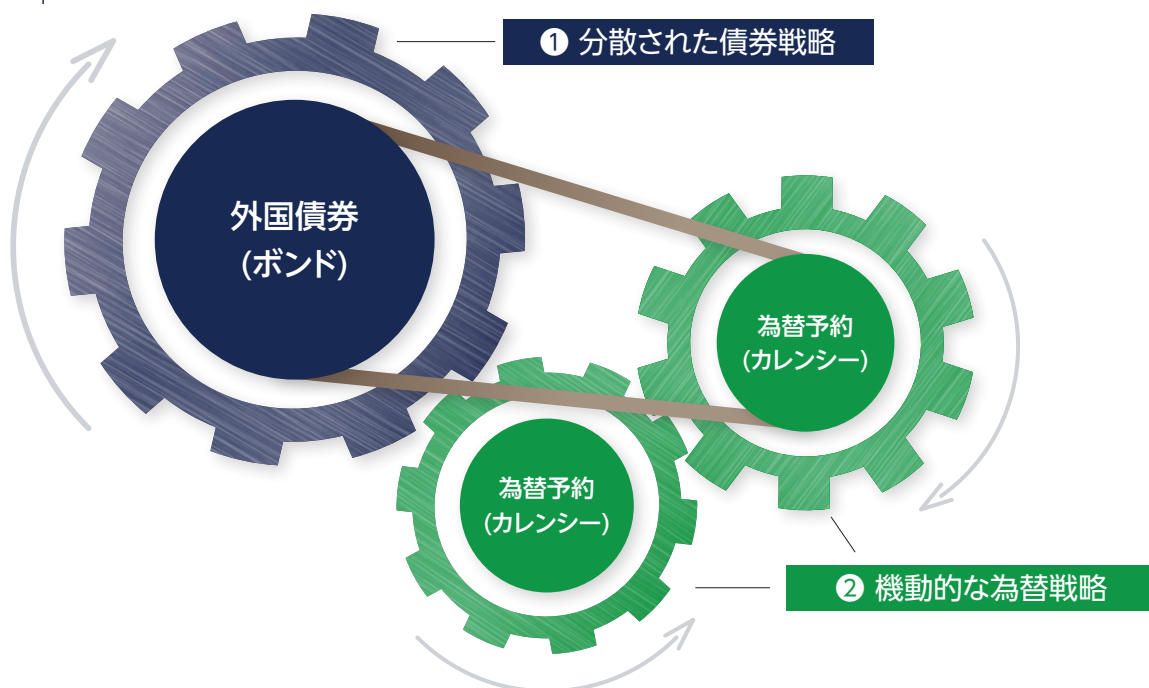 ❶ 分散された債券戦略
外国債券
(ボンド)
為替予約
(カレンシー)
為替予約
(カレンシー)
❷ 機動的な為替戦略